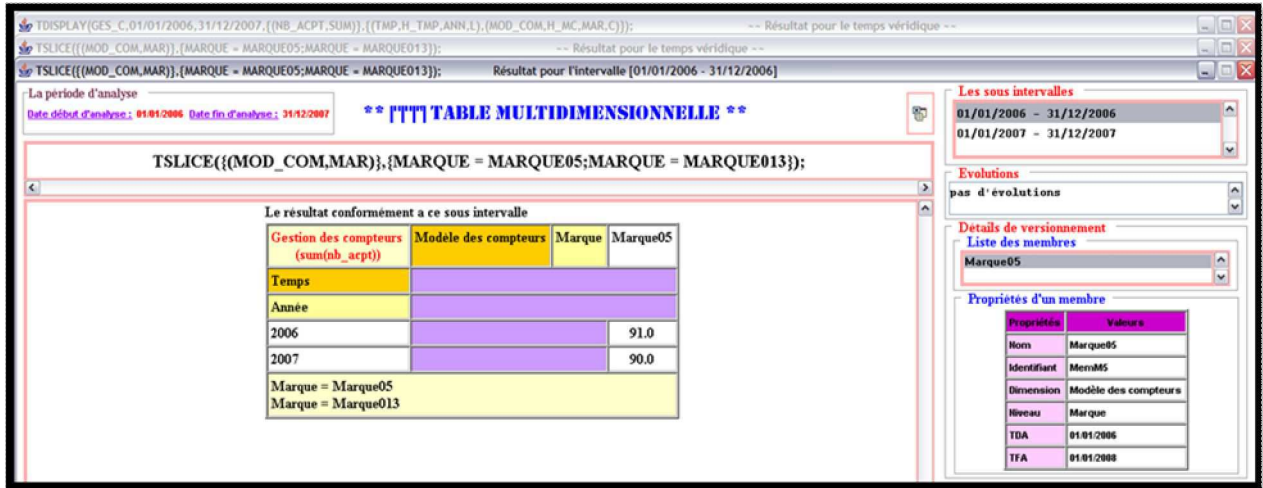 TDISPLAY(GES_C,01/01/2006,31/12/2007,{(NB_ACPT,SUM)},[(TMP,H_TMP,ANN,L),(MOD_COM,H_MC,MAR,C)]); -- Résultat pour le temps véridique --
TSLICE({(MOD_COM,MAR)},{MARQUE = MARQUE05;MARQUE = MARQUE013}); -- Résultat pour le temps véridique --
TSLICE({(MOD_COM,MAR)},{MARQUE = MARQUE05;MARQUE = MARQUE013}); Résultat pour l'intervalle [01/01/2006 - 31/12/2006]
La période d'analyse
Date début d'analyse : 01/01/2006 Date fin d'analyse : 31/12/2007
** TABLE MULTIDIMENSIONNELLE **
TSLICE({(MOD_COM,MAR)},{MARQUE = MARQUE05;MARQUE = MARQUE013});
Le résultat conformément a ce sous intervalle
Gestion des compteurs (sum(nb_acpt)) Modèle des compteurs Marque Marque05
Temps
Année
2006 91.0
2007 90.0
Marque = Marque05
Marque = Marque013
Les sous intervalles
01/01/2006 - 31/12/2006
01/01/2007 - 31/12/2007
Evolutions
pas d'évolutions
Détails de versionnement
Liste des membres
Marque05
Propriétés d'un membre
Propriétés Valeurs
Nom Marque05
Identifiant MemM5
Dimension Modèle des compteurs
Niveau Marque
TDA 01/01/2006
TFA 01/01/2008